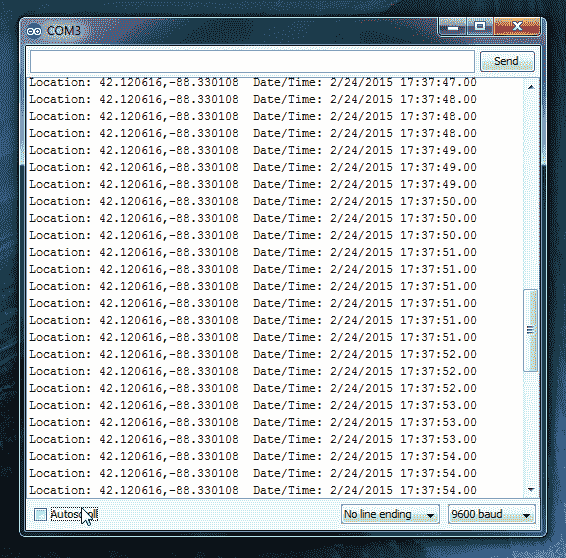 COM3
Send
Location: 42.120616,-88.330108 Date/Time: 2/24/2015 17:37:47.00
Location: 42.120616,-88.330108 Date/Time: 2/24/2015 17:37:48.00
Location: 42.120616,-88.330108 Date/Time: 2/24/2015 17:37:48.00
Location: 42.120616,-88.330108 Date/Time: 2/24/2015 17:37:48.00
Location: 42.120616,-88.330108 Date/Time: 2/24/2015 17:37:49.00
Location: 42.120616,-88.330108 Date/Time: 2/24/2015 17:37:49.00
Location: 42.120616,-88.330108 Date/Time: 2/24/2015 17:37:49.00
Location: 42.120616,-88.330108 Date/Time: 2/24/2015 17:37:50.00
Location: 42.120616,-88.330108 Date/Time: 2/24/2015 17:37:50.00
Location: 42.120616,-88.330108 Date/Time: 2/24/2015 17:37:50.00
Location: 42.120616,-88.330108 Date/Time: 2/24/2015 17:37:51.00
Location: 42.120616,-88.330108 Date/Time: 2/24/2015 17:37:51.00
Location: 42.120616,-88.330108 Date/Time: 2/24/2015 17:37:51.00
Location: 42.120616,-88.330108 Date/Time: 2/24/2015 17:37:51.00
Location: 42.120616,-88.330108 Date/Time: 2/24/2015 17:37:51.00
Location: 42.120616,-88.330108 Date/Time: 2/24/2015 17:37:51.00
Location: 42.120616,-88.330108 Date/Time: 2/24/2015 17:37:52.00
Location: 42.120616,-88.330108 Date/Time: 2/24/2015 17:37:52.00
Location: 42.120616,-88.330108 Date/Time: 2/24/2015 17:37:52.00
Location: 42.120616,-88.330108 Date/Time: 2/24/2015 17:37:53.00
Location: 42.120616,-88.330108 Date/Time: 2/24/2015 17:37:53.00
Location: 42.120616,-88.330108 Date/Time: 2/24/2015 17:37:53.00
Location: 42.120616,-88.330108 Date/Time: 2/24/2015 17:37:54.00
Location: 42.120616,-88.330108 Date/Time: 2/24/2015 17:37:54.00
Location: 42.120616,-88.330108 Date/Time: 2/24/2015 17:37:54.00
Autoscroll
No line ending
9600 baud